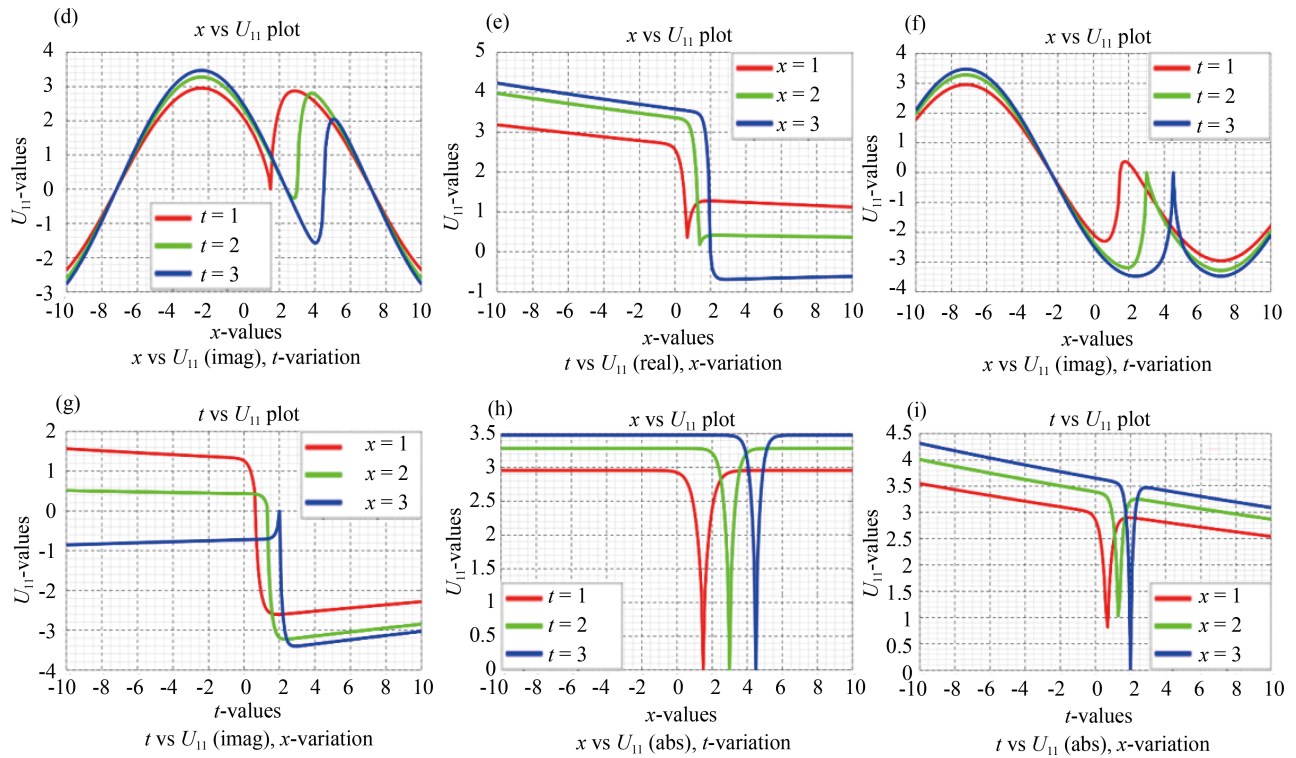 (d)
x vs U₁₁ plot
4
3
2
1
0
-1
-2
-3
U₁₁-values
t = 1
t = 2
t = 3
-10 -8 -6 -4 -2 0 2 4 6 8 10
x-values
x vs U₁₁ (imag), t-variation
(e)
x vs U₁₁ plot
5
4
3
2
1
0
-1
U₁₁-values
x = 1
x = 2
x = 3
-10 -8 -6 -4 -2 0 2 4 6 8 10
x-values
t vs U₁₁ (real), x-variation
(f)
x vs U₁₁ plot
4
3
2
1
0
-1
-2
-3
-4
U₁₁-values
t = 1
t = 2
t = 3
-10 -8 -6 -4 -2 0 2 4 6 8 10
x-values
x vs U₁₁ (imag), t-variation
(g)
t vs U₁₁ plot
2
1
0
-1
-2
-3
-4
U₁₁-values
x = 1
x = 2
x = 3
-10 -8 -6 -4 -2 0 2 4 6 8 10
t-values
t vs U₁₁ (imag), x-variation
(h)
x vs U₁₁ plot
3.5
3
2.5
2
1.5
1
0.5
0
U₁₁-values
t = 1
t = 2
t = 3
-10 -8 -6 -4 -2 0 2 4 6 8 10
x-values
x vs U₁₁ (abs), t-variation
(i)
t vs U₁₁ plot
4.5
4
3.5
3
2.5
2
1.5
1
0.5
0
U₁₁-values
x = 1
x = 2
x = 3
-10 -8 -6 -4 -2 0 2 4 6 8 10
t-values
t vs U₁₁ (abs), x-variation